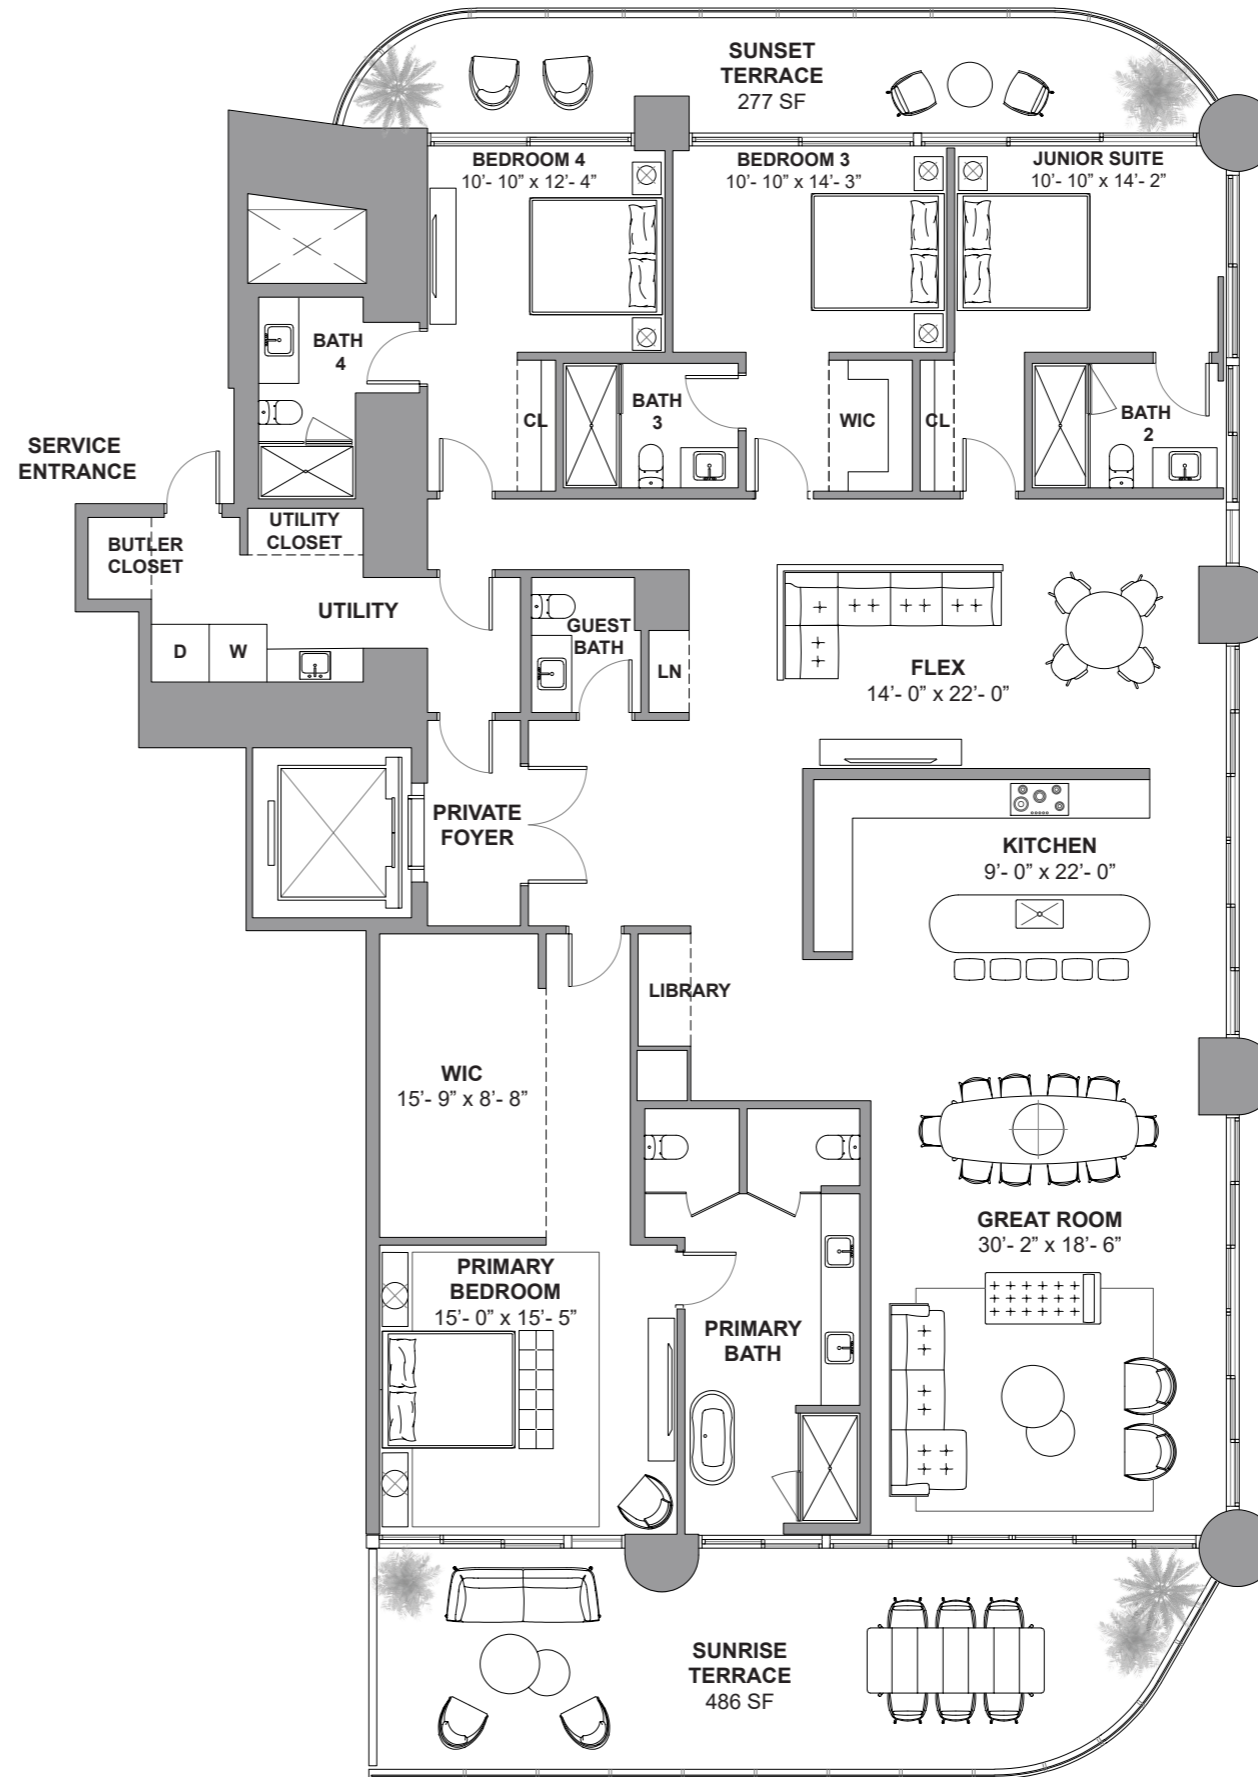 SUNSET
TERRACE
277 SF
BEDROOM 4
10'- 10" x 12'- 4"
BEDROOM 3
10'- 10" x 14'- 3"
JUNIOR SUITE
10'- 10" x 14'- 2"
BATH
4
CL
BATH
3
WIC
CL
BATH
2
SERVICE
ENTRANCE
BUTLER
CLOSET
UTILITY
CLOSET
UTILITY
D
W
GUEST
BATH
LN
FLEX
14'- 0" x 22'- 0"
PRIVATE
FOYER
KITCHEN
9'- 0" x 22'- 0"
LIBRARY
WIC
15'- 9" x 8'- 8"
GREAT ROOM
30'- 2" x 18'- 6"
PRIMARY
BEDROOM
15'- 0" x 15'- 5"
PRIMARY
BATH
SUNRISE
TERRACE
486 SF